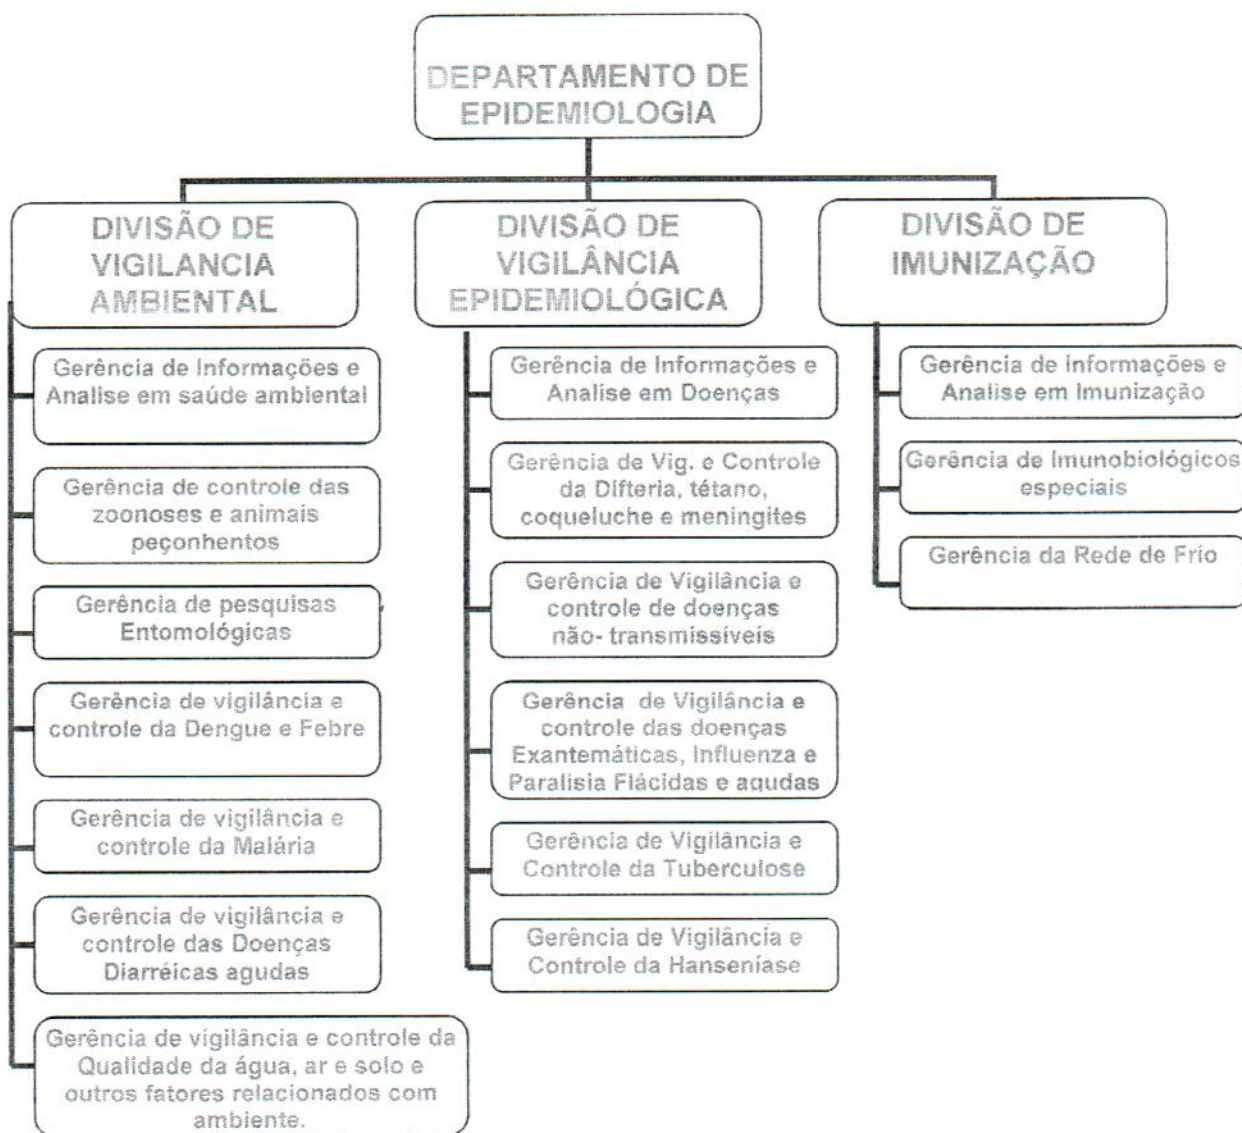 DEPARTAMENTO DE
EPIDEMIOLOGIA
DIVISÃO DE
VIGILANCIA
AMBIENTAL
Gerência de Informações e
Analise em saúde ambiental
Gerência de controle das
zoonoses e animais
peçonhentos
Gerência de pesquisas
Entomológicas
Gerência de vigilância e
controle da Dengue e Febre
Gerência de vigilância e
controle da Malária
Gerência de vigilância e
controle das Doenças
Diarréicas agudas
Gerência de vigilância e controle da
Qualidade da água, ar e solo e
outros fatores relacionados com
ambiente.
DIVISÃO DE
VIGILÂNCIA
EPIDEMIOLÓGICA
Gerência de Informações e
Analise em Doenças
Gerência de Vig. e Controle
da Difteria, tétano,
coqueluche e meningites
Gerência de Vigilância e
controle de doenças
não- transmissíveis
Gerência de Vigilância e
controle das doenças
Exantemáticas, Influenza e
Paralisia Flácidas e agudas
Gerência de Vigilância e
Controle da Tuberculose
Gerência de Vigilância e
Controle da Hanseníase
DIVISÃO DE
IMUNIZAÇÃO
Gerência de Informações e
Analise em Imunização
Gerência de Imunobiológicos
especiais
Gerência da Rede de Frio